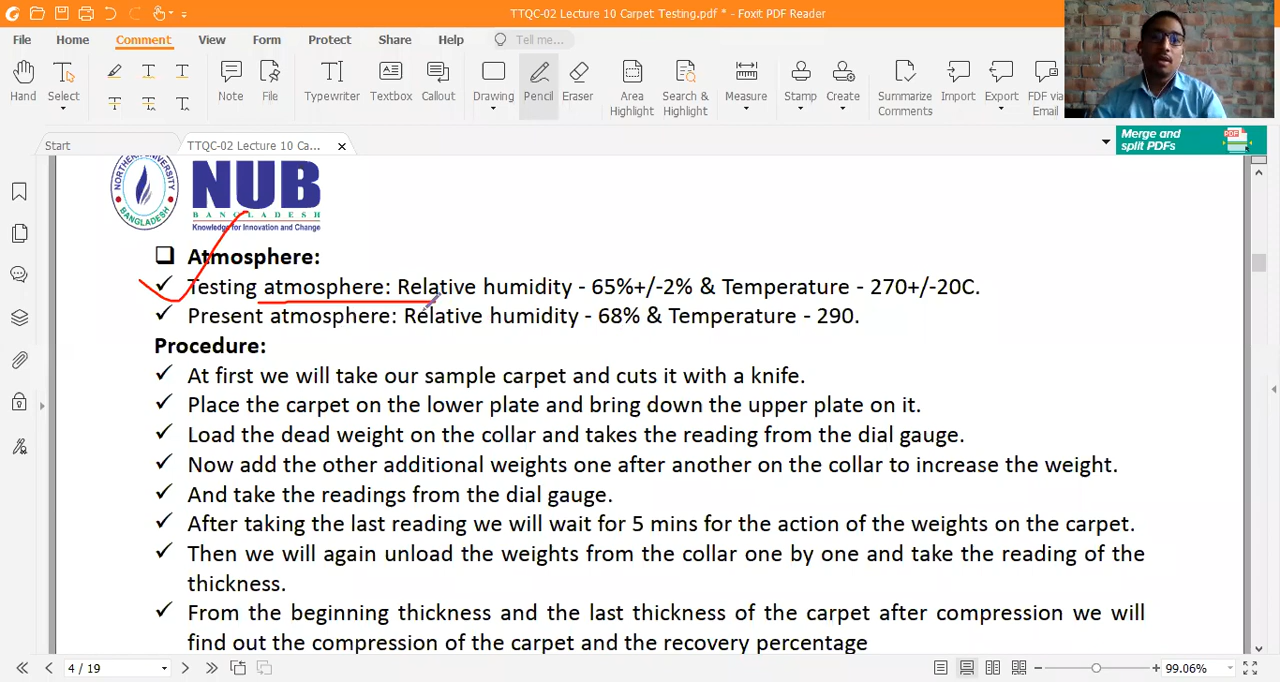 TTQC-02 Lecture 10 Carpet Testing.pdf * - Foxit PDF Reader
File Home Comment View Form Protect Share Help Tell me...
Hand Select Note File Typewriter Textbox Callout Drawing Pencil Eraser Area Highlight Search & Highlight Measure Stamp Create Summarize Comments Import Export FDF via Email
Start TTQC-02 Lecture 10 Ca...
Merge and split PDFs
NORTHERN UNIVERSITY BANGLADESH
NUB
BANGLADESH
Knowledge for Innovation and Change
Atmosphere:
Testing atmosphere: Relative humidity - 65%+/-2% & Temperature - 270+/-20C.
Present atmosphere: Relative humidity - 68% & Temperature - 290.
Procedure:
At first we will take our sample carpet and cuts it with a knife.
Place the carpet on the lower plate and bring down the upper plate on it.
Load the dead weight on the collar and takes the reading from the dial gauge.
Now add the other additional weights one after another on the collar to increase the weight.
And take the readings from the dial gauge.
After taking the last reading we will wait for 5 mins for the action of the weights on the carpet.
Then we will again unload the weights from the collar one by one and take the reading of the
thickness.
From the beginning thickness and the last thickness of the carpet after compression we will
find out the compression of the carpet and the recovery percentage
4 / 19
99.06%